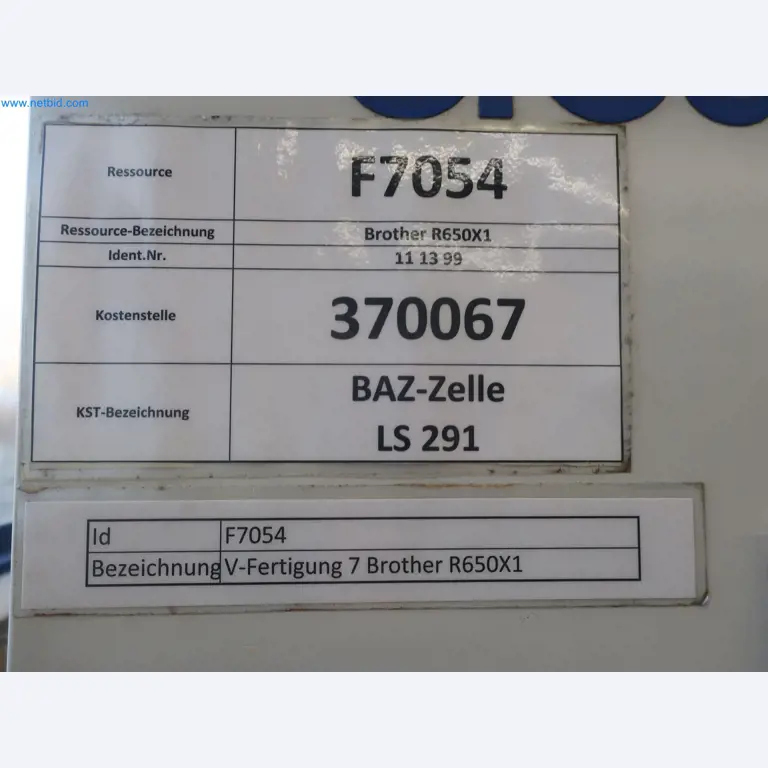 www.netbid.com
Ressource F7054
Ressource-Bezeichnung Brother R650X1
Ident.Nr. 11 13 99
Kostenstelle 370067
KST-Bezeichnung BAZ-Zelle
LS 291
Id F7054
Bezeichnung V-Fertigung 7 Brother R650X1